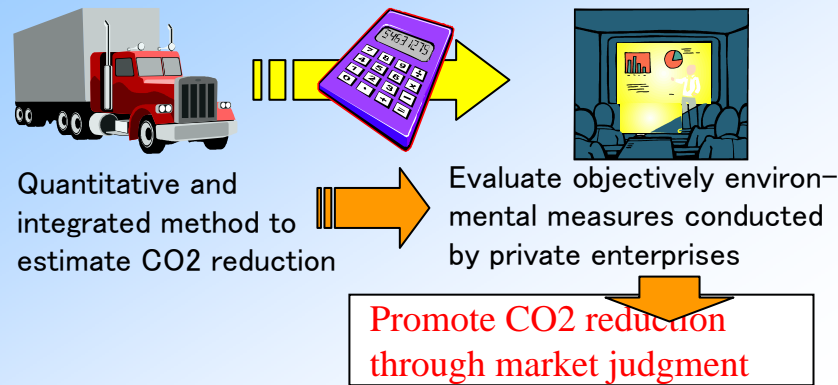 54531275
Quantitative and
integrated method to
estimate CO2 reduction
Evaluate objectively environ-
mental measures conducted
by private enterprises
Promote CO2 reduction
through market judgment